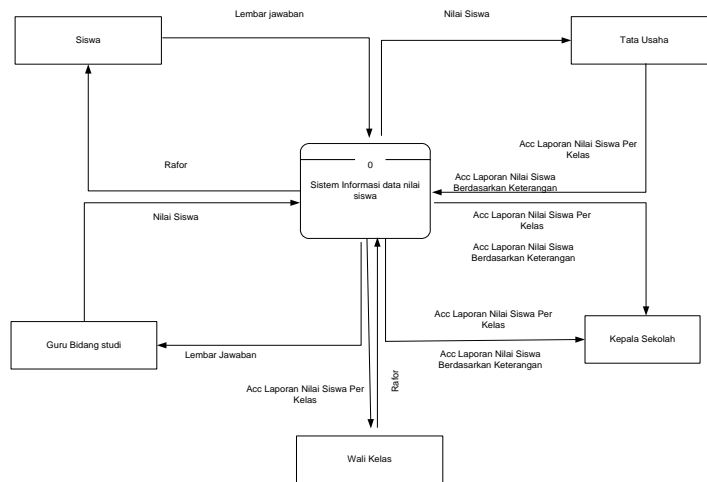 Lembar jawaban
Nilai Siswa
Siswa
Tata Usaha
Rafor
Acc Laporan Nilai Siswa Per
Kelas
0
Sistem Informasi data nilai
siswa
Acc Laporan Nilai Siswa
Berdasarkan Keterangan
Nilai Siswa
Acc Laporan Nilai Siswa Per
Kelas
Acc Laporan Nilai Siswa
Berdasarkan Keterangan
Guru Bidang studi
Lembar Jawaban
Acc Laporan Nilai Siswa Per
Kelas
Kepala Sekolah
Acc Laporan Nilai Siswa
Berdasarkan Keterangan
Acc Laporan Nilai Siswa Per
Kelas
Rafor
Wali Kelas